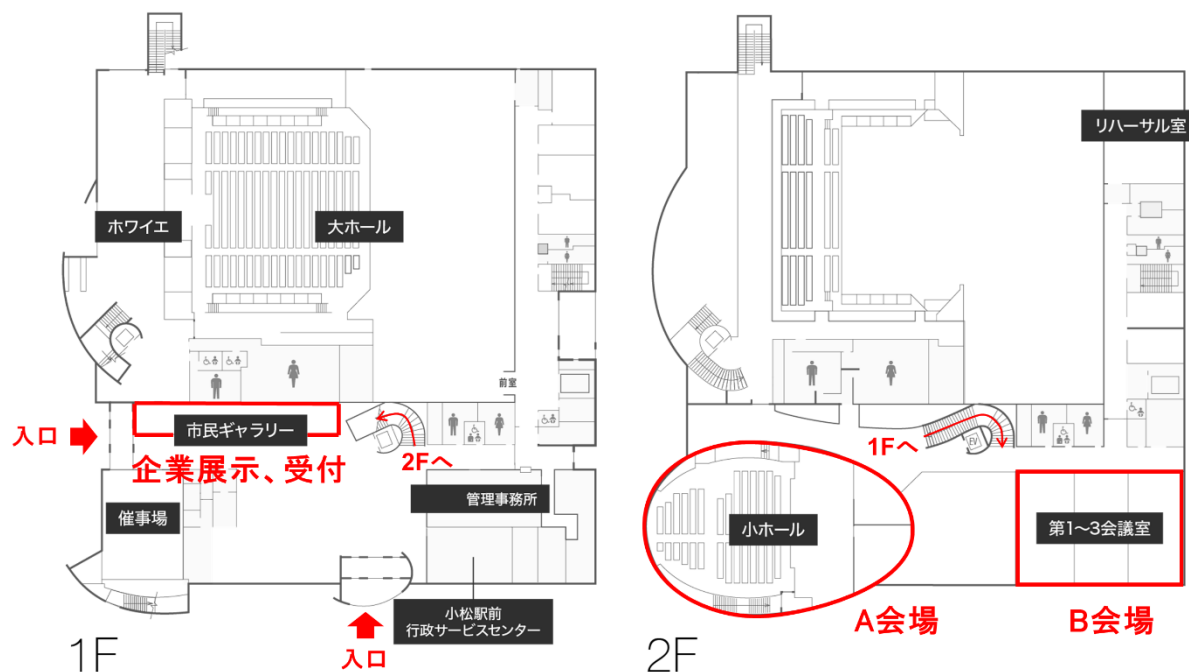 ホワイエ
大ホール
前室
入口
市民ギャラリー
企業展示、受付
2Fへ
催事場
管理事務所
小松駅前
行政サービスセンター
入口
1F
リハーサル室
1Fへ
EV
小ホール
第1～3会議室
A会場
B会場
2F